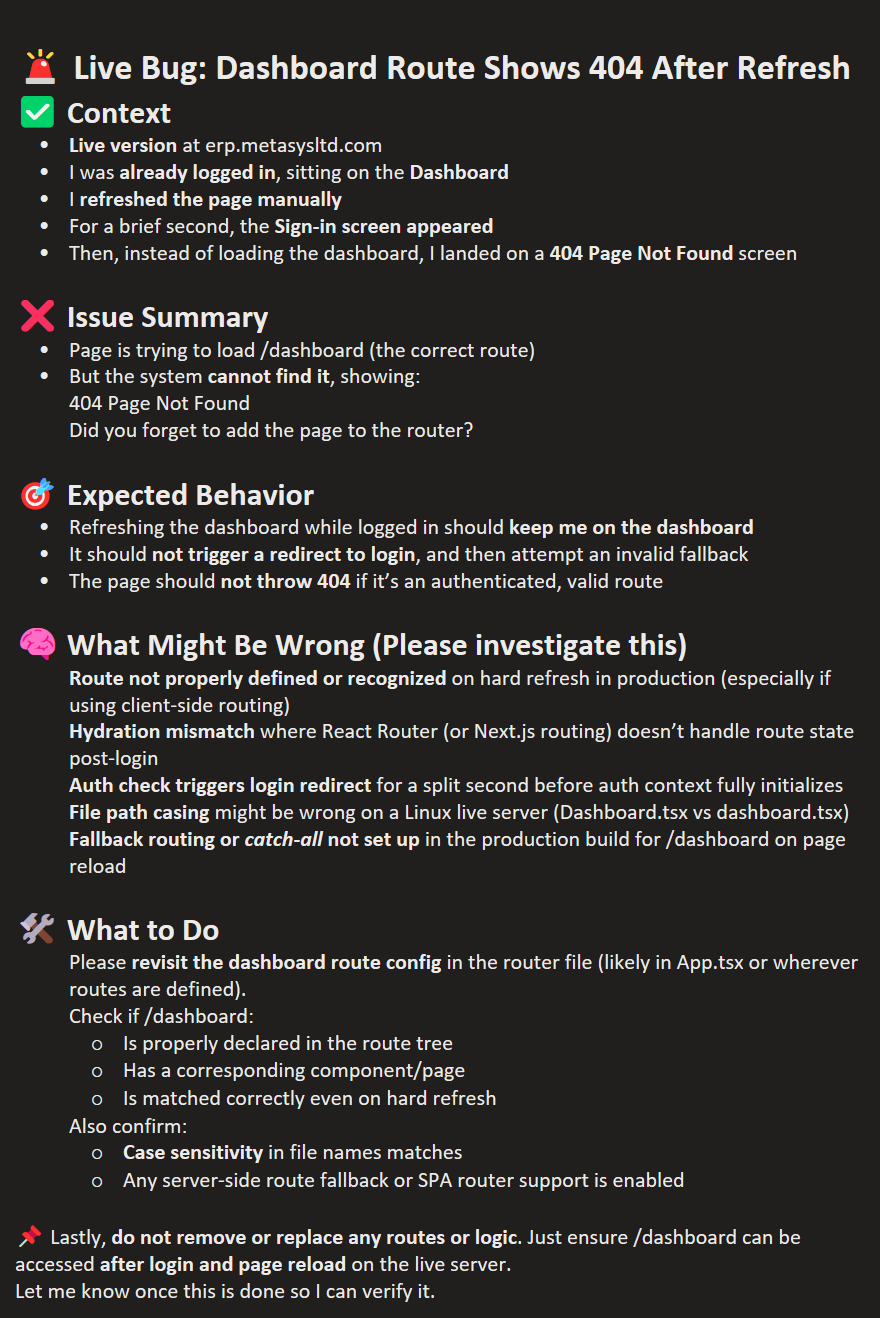 🚨 Live Bug: Dashboard Route Shows 404 After Refresh
✅ Context
• Live version at erp.metasysltd.com
• I was already logged in, sitting on the Dashboard
• I refreshed the page manually
• For a brief second, the Sign-in screen appeared
• Then, instead of loading the dashboard, I landed on a 404 Page Not Found screen
❌ Issue Summary
• Page is trying to load /dashboard (the correct route)
• But the system cannot find it, showing:
404 Page Not Found
Did you forget to add the page to the router?
🎯 Expected Behavior
• Refreshing the dashboard while logged in should keep me on the dashboard
• It should not trigger a redirect to login, and then attempt an invalid fallback
• The page should not throw 404 if it’s an authenticated, valid route
🧠 What Might Be Wrong (Please investigate this)
Route not properly defined or recognized on hard refresh in production (especially if
using client-side routing)
Hydration mismatch where React Router (or Next.js routing) doesn’t handle route state
post-login
Auth check triggers login redirect for a split second before auth context fully initializes
File path casing might be wrong on a Linux live server (Dashboard.tsx vs dashboard.tsx)
Fallback routing or catch-all not set up in the production build for /dashboard on page
reload
🛠 What to Do
Please revisit the dashboard route config in the router file (likely in App.tsx or wherever
routes are defined).
Check if /dashboard:
o Is properly declared in the route tree
o Has a corresponding component/page
o Is matched correctly even on hard refresh
Also confirm:
o Case sensitivity in file names matches
o Any server-side route fallback or SPA router support is enabled
📌 Lastly, do not remove or replace any routes or logic. Just ensure /dashboard can be
accessed after login and page reload on the live server.
Let me know once this is done so I can verify it.